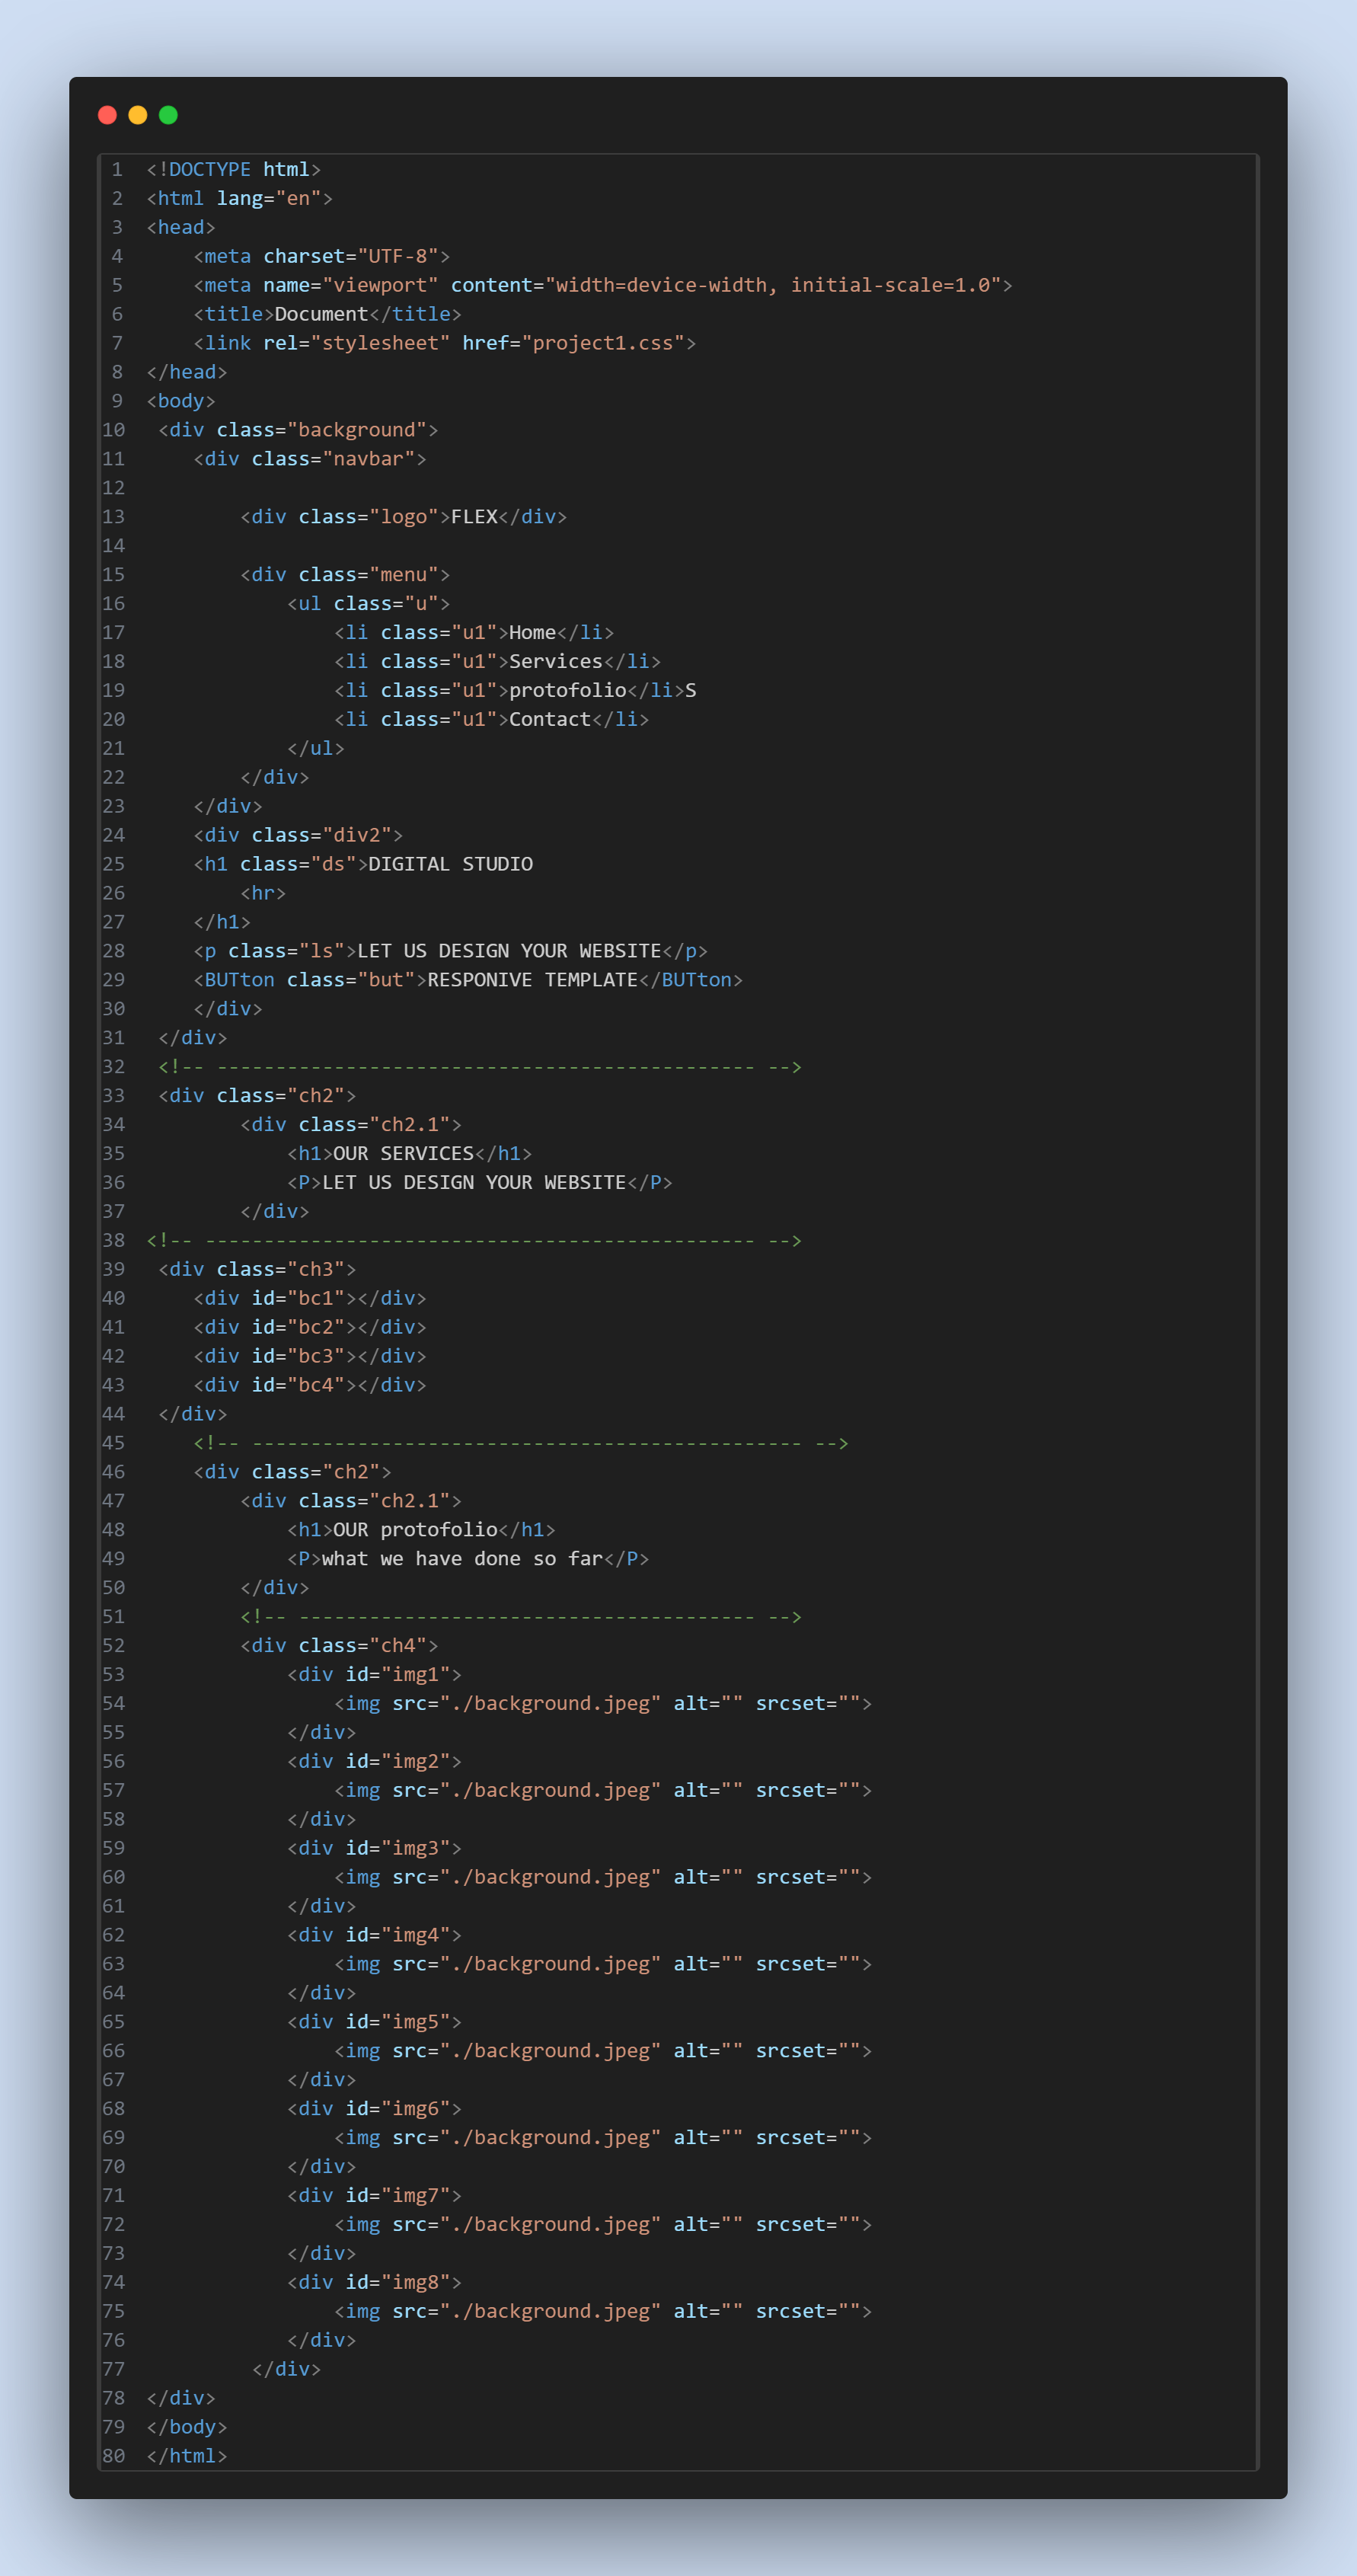 1 <!DOCTYPE html>
2 <html lang="en">
3 <head>
4     <meta charset="UTF-8">
5     <meta name="viewport" content="width=device-width, initial-scale=1.0">
6     <title>Document</title>
7     <link rel="stylesheet" href="project1.css">
8 </head>
9 <body>
10  <div class="background">
11     <div class="navbar">
12
13         <div class="logo">FLEX</div>
14
15         <div class="menu">
16             <ul class="u">
17                 <li class="u1">Home</li>
18                 <li class="u1">Services</li>
19                 <li class="u1">protofolio</li>S
20                 <li class="u1">Contact</li>
21             </ul>
22         </div>
23     </div>
24     <div class="div2">
25     <h1 class="ds">DIGITAL STUDIO
26         <hr>
27     </h1>
28     <p class="ls">LET US DESIGN YOUR WEBSITE</p>
29     <BUTton class="but">RESPONIVE TEMPLATE</BUTton>
30     </div>
31  </div>
32  <!-- ---------------------------------------------- -->
33  <div class="ch2">
34         <div class="ch2.1">
35             <h1>OUR SERVICES</h1>
36             <P>LET US DESIGN YOUR WEBSITE</P>
37         </div>
38 <!-- ----------------------------------------------- -->
39  <div class="ch3">
40     <div id="bc1"></div>
41     <div id="bc2"></div>
42     <div id="bc3"></div>
43     <div id="bc4"></div>
44  </div>
45     <!-- ----------------------------------------------- -->
46     <div class="ch2">
47         <div class="ch2.1">
48             <h1>OUR protofolio</h1>
49             <P>what we have done so far</P>
50         </div>
51         <!-- --------------------------------------- -->
52         <div class="ch4">
53             <div id="img1">
54                 <img src="./background.jpeg" alt="" srcset="">
55             </div>
56             <div id="img2">
57                 <img src="./background.jpeg" alt="" srcset="">
58             </div>
59             <div id="img3">
60                 <img src="./background.jpeg" alt="" srcset="">
61             </div>
62             <div id="img4">
63                 <img src="./background.jpeg" alt="" srcset="">
64             </div>
65             <div id="img5">
66                 <img src="./background.jpeg" alt="" srcset="">
67             </div>
68             <div id="img6">
69                 <img src="./background.jpeg" alt="" srcset="">
70             </div>
71             <div id="img7">
72                 <img src="./background.jpeg" alt="" srcset="">
73             </div>
74             <div id="img8">
75                 <img src="./background.jpeg" alt="" srcset="">
76             </div>
77          </div>
78 </div>
79 </body>
80 </html>